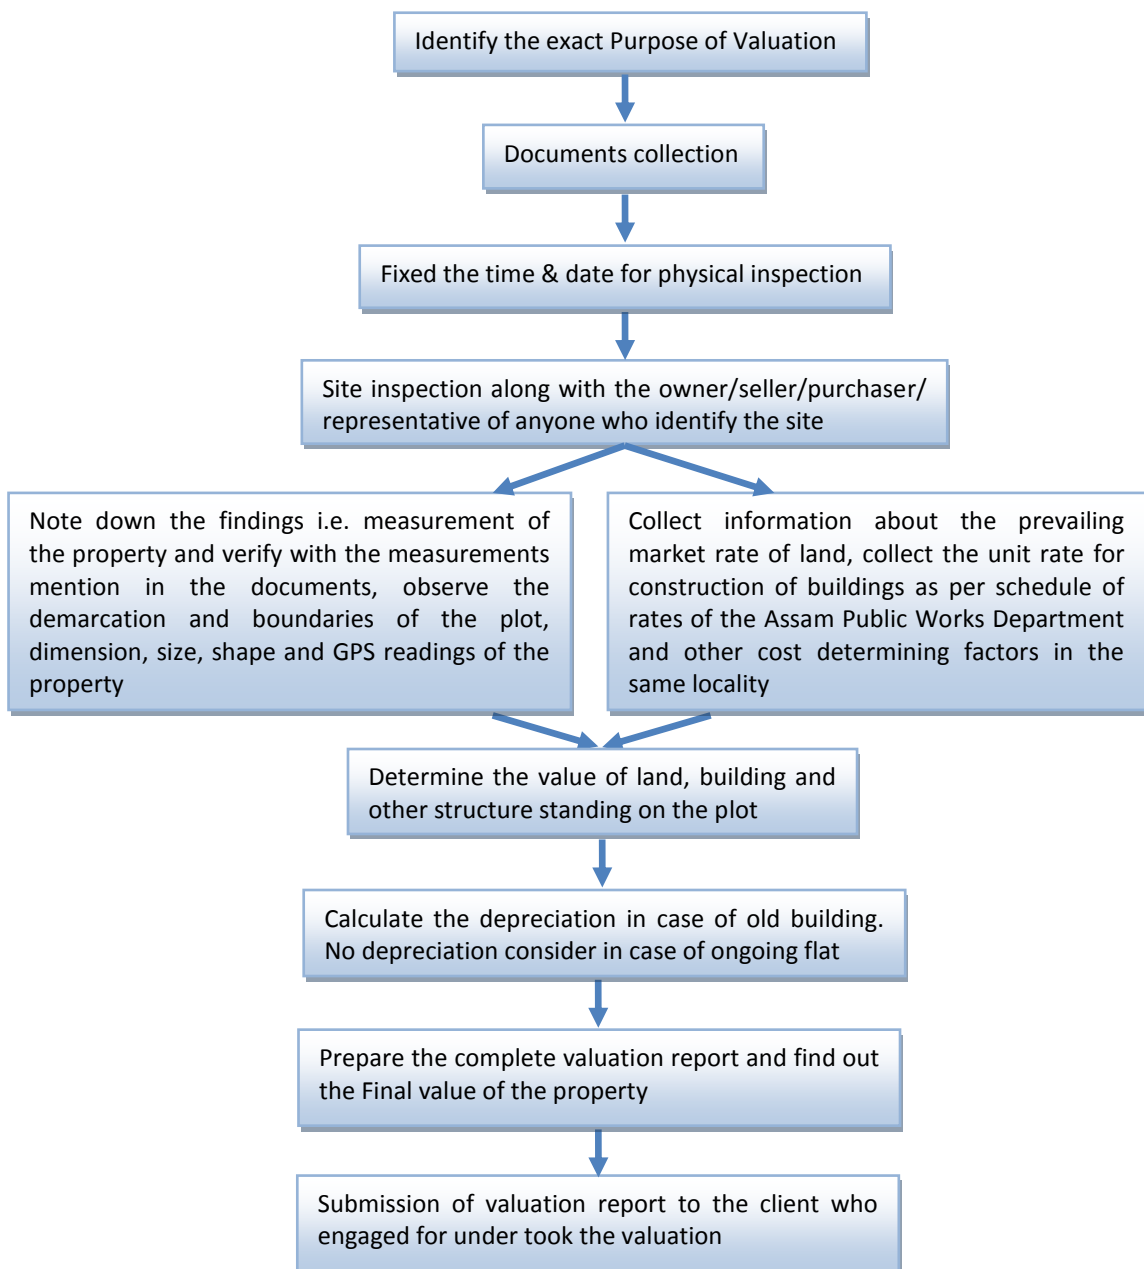 Identify the exact Purpose of Valuation
Documents collection
Fixed the time & date for physical inspection
Site inspection along with the owner/seller/purchaser/
representative of anyone who identify the site
Note down the findings i.e. measurement of
the property and verify with the measurements
mention in the documents, observe the
demarcation and boundaries of the plot,
dimension, size, shape and GPS readings of the
property
Collect information about the prevailing
market rate of land, collect the unit rate for
construction of buildings as per schedule of
rates of the Assam Public Works Department
and other cost determining factors in the
same locality
Determine the value of land, building and
other structure standing on the plot
Calculate the depreciation in case of old building.
No depreciation consider in case of ongoing flat
Prepare the complete valuation report and find out
the Final value of the property
Submission of valuation report to the client who
engaged for under took the valuation